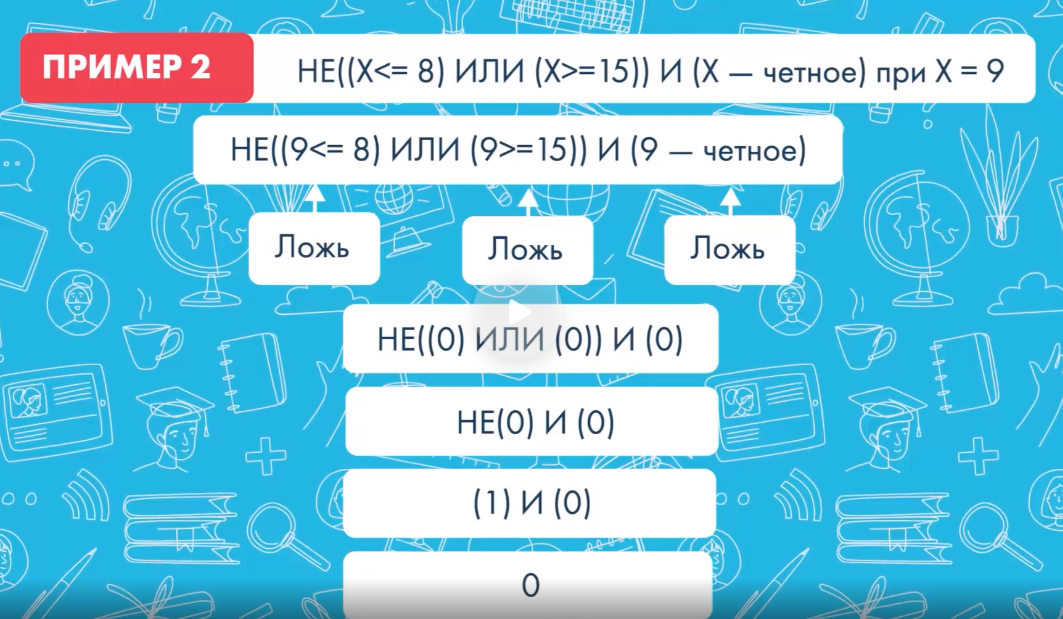 ПРИМЕР 2
НЕ((X<= 8) ИЛИ (X>=15)) И (X — четное) при X = 9
НЕ((9<= 8) ИЛИ (9>=15)) И (9 — четное)
Ложь
Ложь
Ложь
НЕ((0) ИЛИ (0)) И (0)
НЕ(0) И (0)
(1) И (0)
0